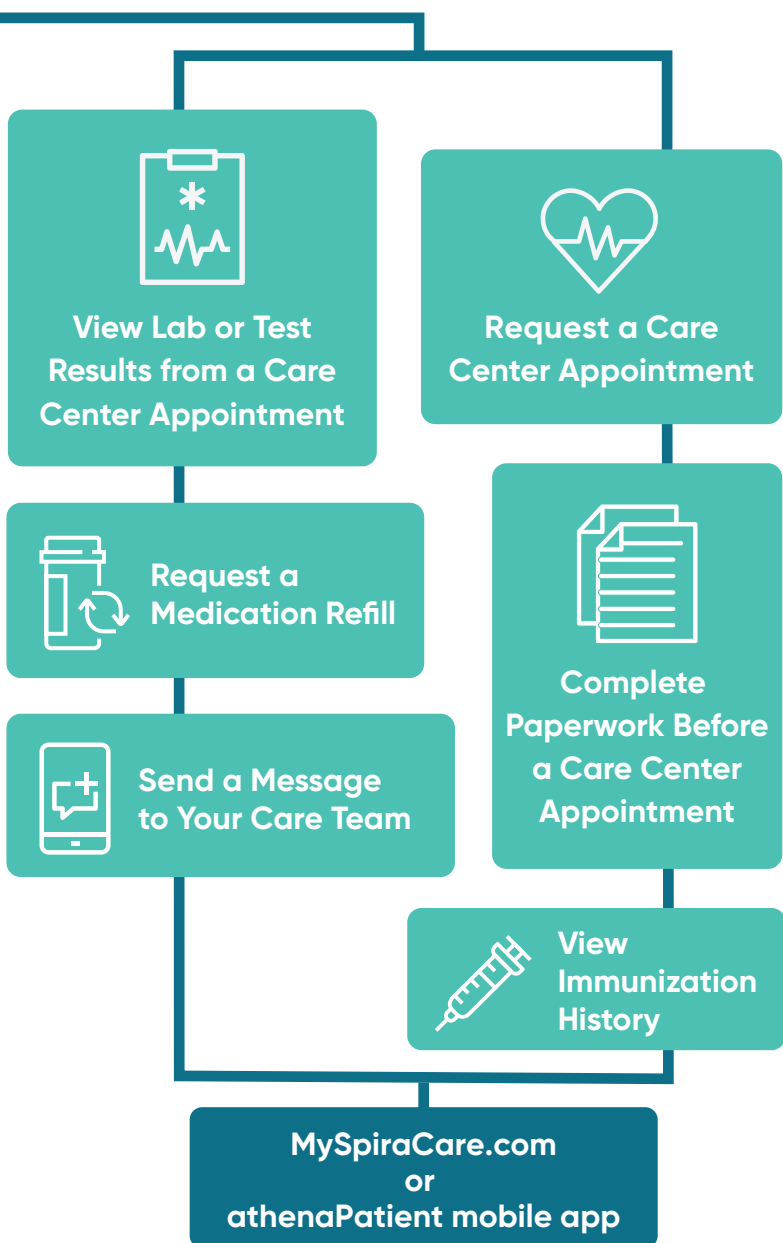 View Lab or Test
Results from a Care
Center Appointment
Request a
Medication Refill
Send a Message
to Your Care Team
Request a Care
Center Appointment
Complete
Paperwork Before
a Care Center
Appointment
View
Immunization
History
MySpiraCare.com
or
athenaPatient mobile app